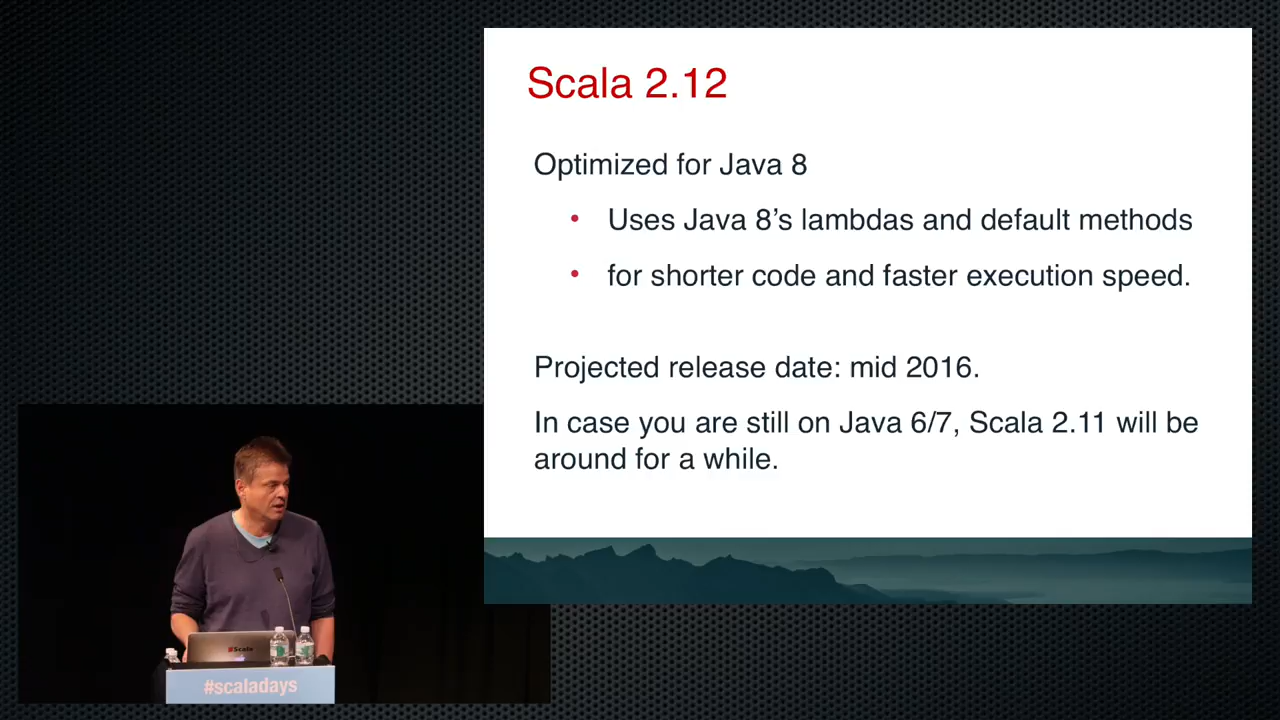 Scala 2.12
Optimized for Java 8
• Uses Java 8’s lambdas and default methods
• for shorter code and faster execution speed.
Projected release date: mid 2016.
In case you are still on Java 6/7, Scala 2.11 will be
around for a while.
Scala
#scaladays